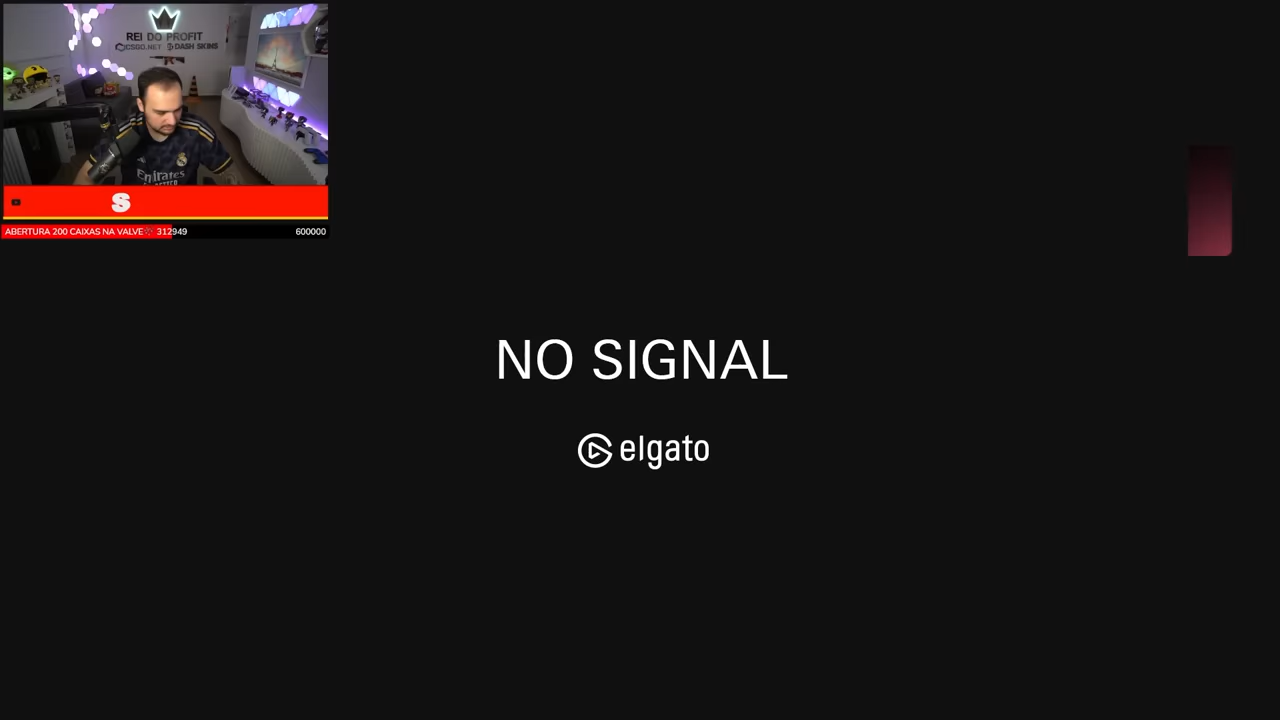 REI DO PROFIT
CSGO.NET DASH SKINS
Emirates
S
ABERTURA 200 CAIXAS NA VALVE 312949 600000
NO SIGNAL
elgato